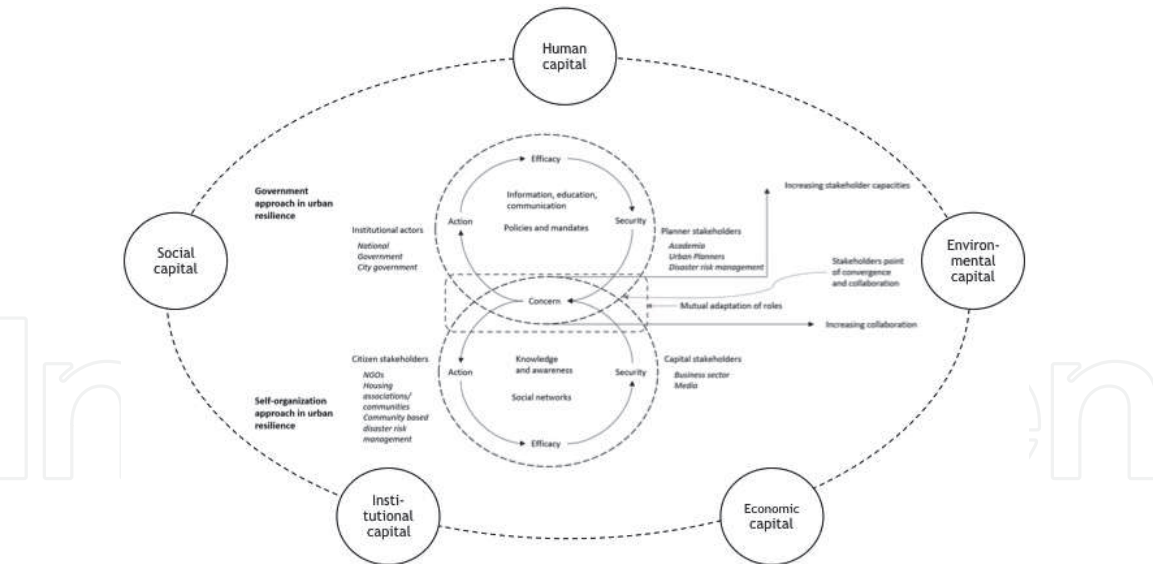 Human
capital
Efficacy
Government
approach in urban
resilience
Information, education,
communication
Increasing stakeholder capacities
Action
Security
Policies and mandates
Institutional actors
National
Government
City government
Planner stakeholders
Academia
Urban Planners
Disaster risk management
Social
capital
Environ-
mental
capital
Stakeholders point
of convergence
and collaboration
Concern
Mutual adaptation of roles
Increasing collaboration
Citizen stakeholders
NGOs
Housing
associations/
communities
Community based
disaster risk
management
Knowledge
and awareness
Capital stakeholders
Business sector
Media
Action
Security
Social networks
Self-organization
approach in urban
resilience
Efficacy
Insti-
tutional
capital
Economic
capital